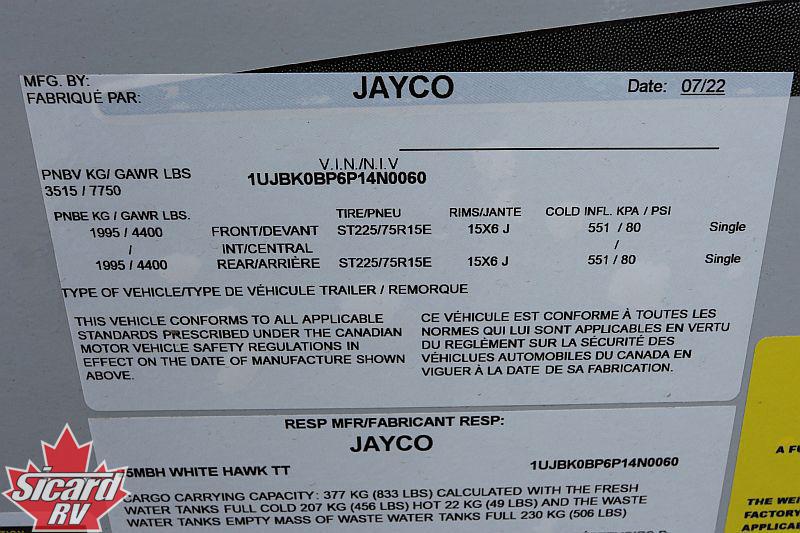 MFG. BY:
FABRIQUÉ PAR:
JAYCO
Date: 07/22
V.I.N./N.I.V
PNBV KG/ GAWR LBS
3515 / 7750
1UJBK0BP6P14N0060
PNBE KG / GAWR LBS. TIRE/PNEU RIMS/JANTE COLD INFL. KPA / PSI
1995 / 4400 FRONT/DEVANT ST225/75R15E 15X6 J 551 / 80 Single
/ INT/CENTRAL /
1995 / 4400 REAR/ARRIÈRE ST225/75R15E 15X6 J 551 / 80 Single
TYPE OF VEHICLE/TYPE DE VÉHICULE TRAILER / REMORQUE
THIS VEHICLE CONFORMS TO ALL APPLICABLE
STANDARDS PRESCRIBED UNDER THE CANADIAN
MOTOR VEHICLE SAFETY REGULATIONS IN
EFFECT ON THE DATE OF MANUFACTURE SHOWN
ABOVE.
CE VÉHICULE EST CONFORME À TOUTES LES
NORMES QUI LUI SONT APPLICABLES EN VERTU
DU REGLÈMENT SUR LA SÉCURITÉ DES
VÉHICLUES AUTOMOBILES DU CANADA EN
VIGUER À LA DATE DE SA FABRICATION.
RESP MFR/FABRICANT RESP:
JAYCO
5MBH WHITE HAWK TT 1UJBK0BP6P14N0060
CARGO CARRYING CAPACITY: 377 KG (833 LBS) CALCULATED WITH THE FRESH
WATER TANKS FULL COLD 207 KG (456 LBS) HOT 22 KG (49 LBS) AND THE WASTE
WATER TANKS EMPTY MASS OF WASTE WATER TANKS FULL 230 KG (506 LBS)
A FU
THE WEI
FACTORY
APPLICABL
Sicard
RV